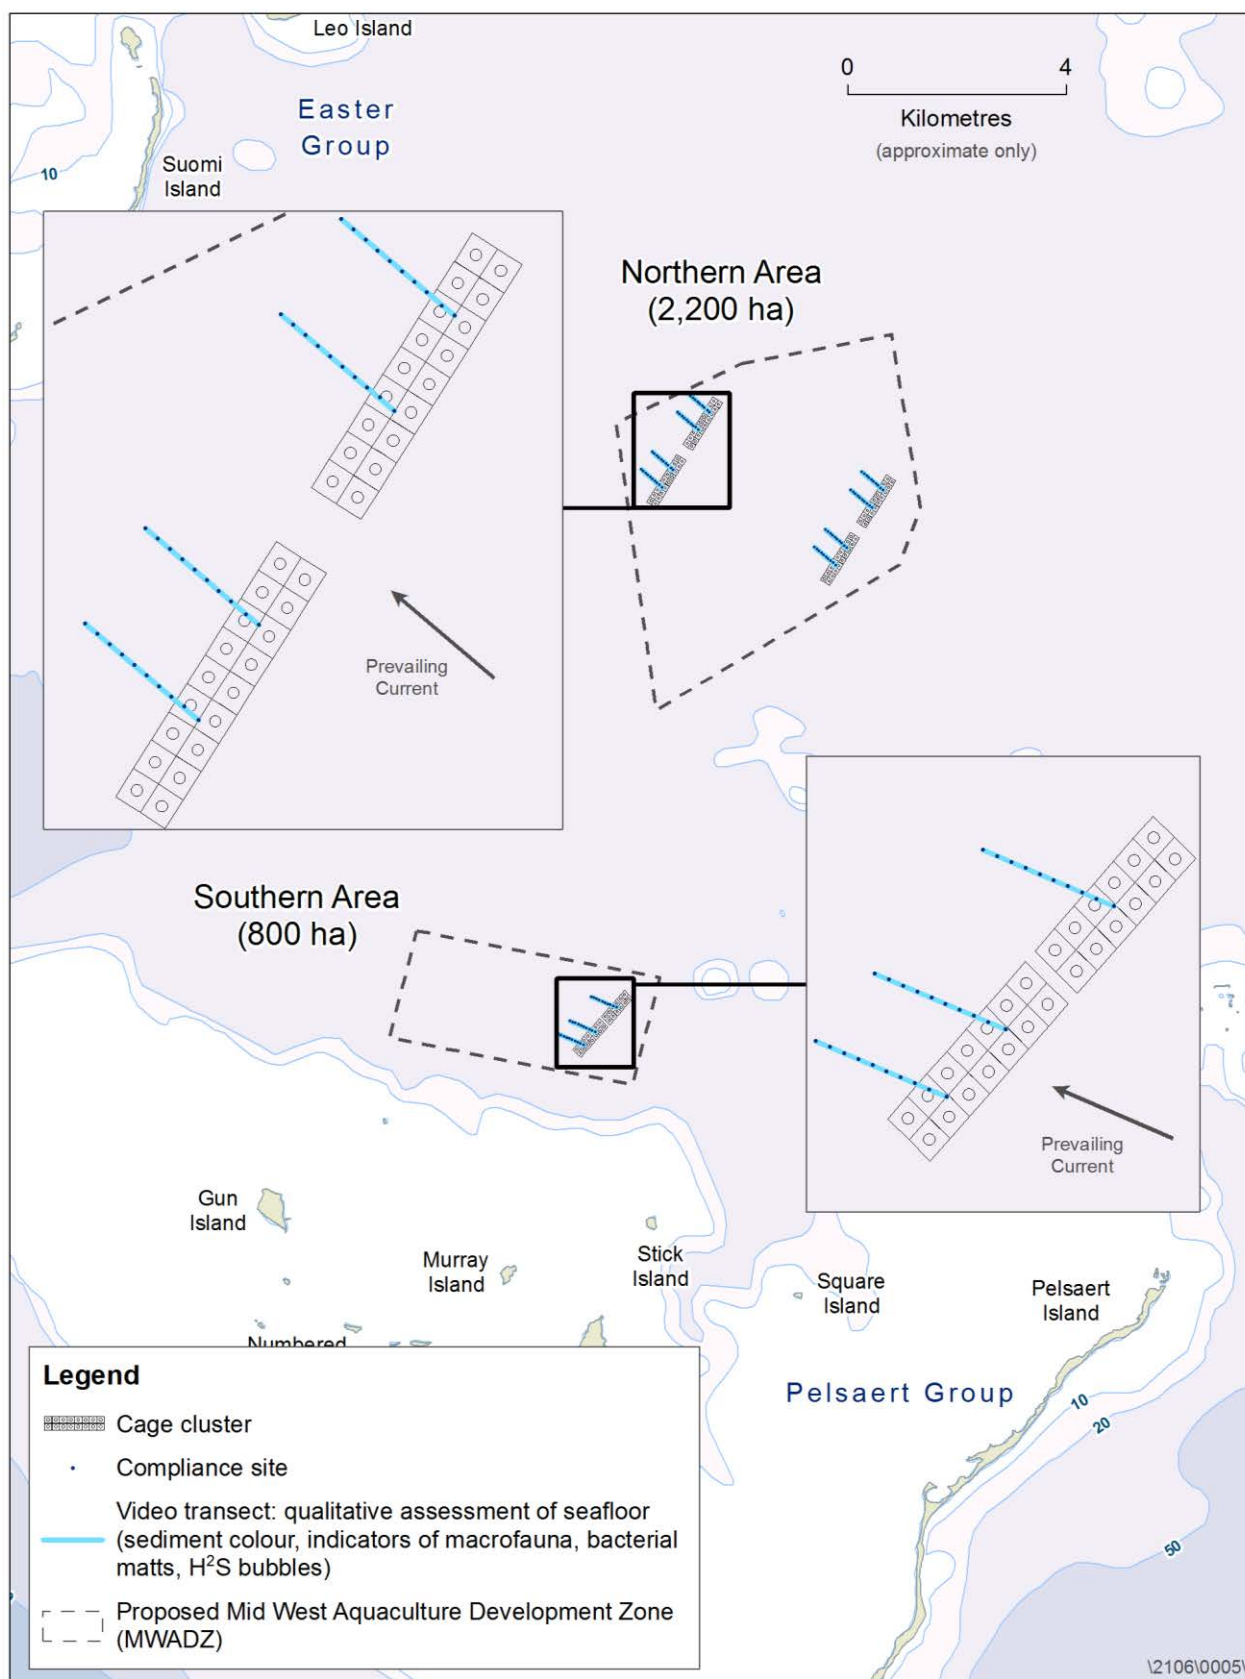 Leo Island
0 4
Kilometres
(approximate only)
Easter
Group
Suomi
Island
10
Northern Area
(2,200 ha)
Prevailing
Current
Southern Area
(800 ha)
Prevailing
Current
Gun
Island
Murray
Island
Stick
Island
Square
Island
Pelsaert
Island
Numbered
Pelsaert Group
10
20
50
Legend
Cage cluster
Compliance site
Video transect: qualitative assessment of seafloor
(sediment colour, indicators of macrofauna, bacterial
matts, H²S bubbles)
Proposed Mid West Aquaculture Development Zone
(MWADZ)
\2106\0005\